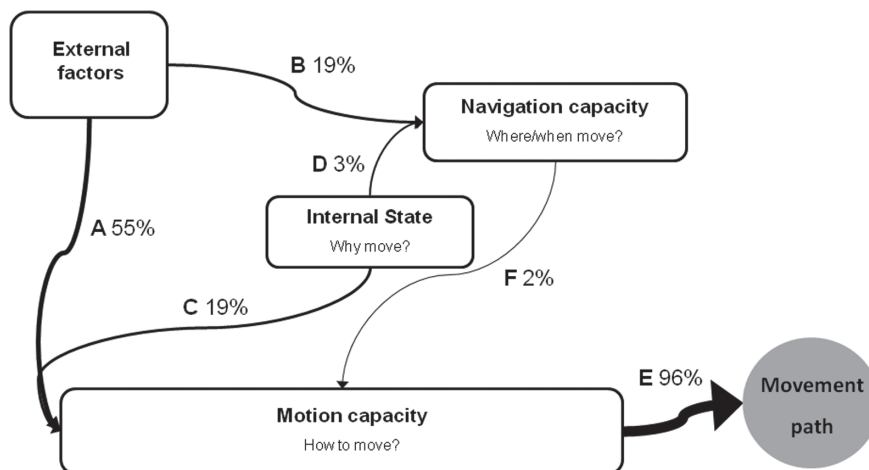 External
factors
B 19%
Navigation capacity
Where/when move?
D 3%
Internal State
Why move?
A 55%
F 2%
C 19%
E 96%
Movement
path
Motion capacity
How to move?